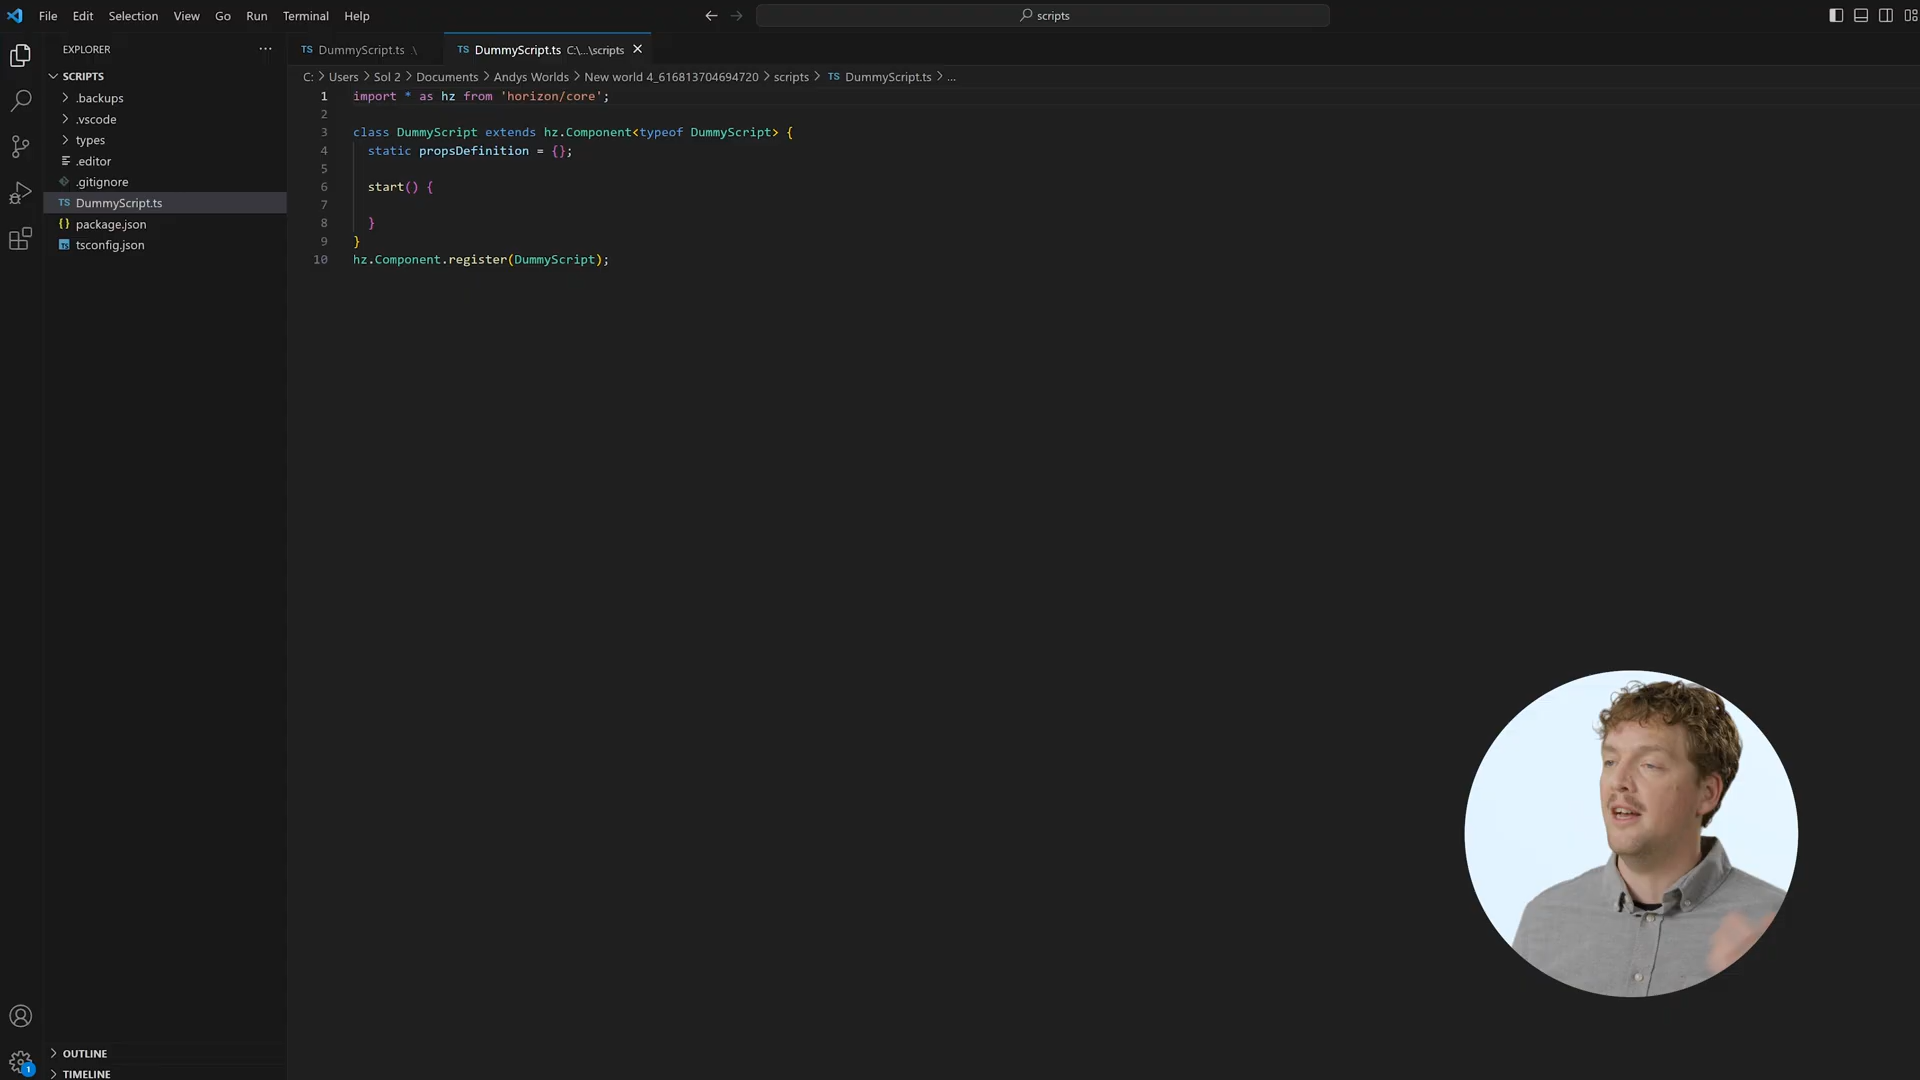 File Edit Selection View Go Run Terminal Help
scripts
EXPLORER
SCRIPTS
.backups
.vscode
types
.editor
.gitignore
TS DummyScript.ts
{} package.json
TS tsconfig.json
OUTLINE
TIMELINE
1
TS DummyScript.ts .\
TS DummyScript.ts C:\...\scripts
C: > Users > Sol 2 > Documents > Andys Worlds > New world 4_616813704694720 > scripts > TS DummyScript.ts > ...
1 import * as hz from 'horizon/core';
2
3 class DummyScript extends hz.Component<typeof DummyScript> {
4 static propsDefinition = {};
5
6 start() {
7
8 }
9 }
10 hz.Component.register(DummyScript);